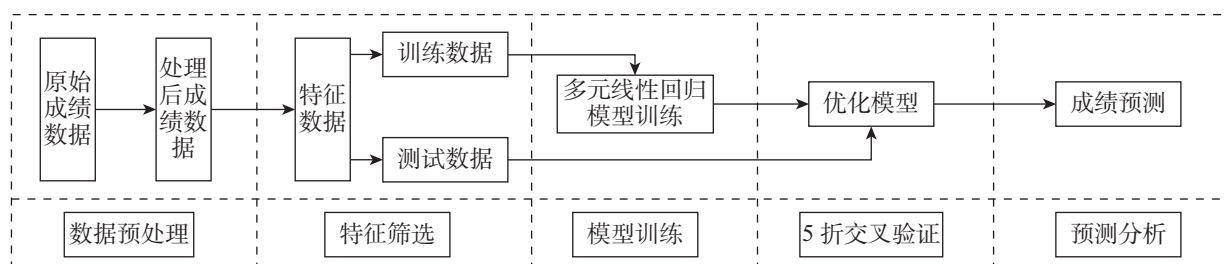 原始
成绩
数据
处理
后成
绩数
据
特征
数据
训练数据
测试数据
多元线性回归
模型训练
优化模型
成绩预测
数据预处理
特征筛选
模型训练
5 折交叉验证
预测分析